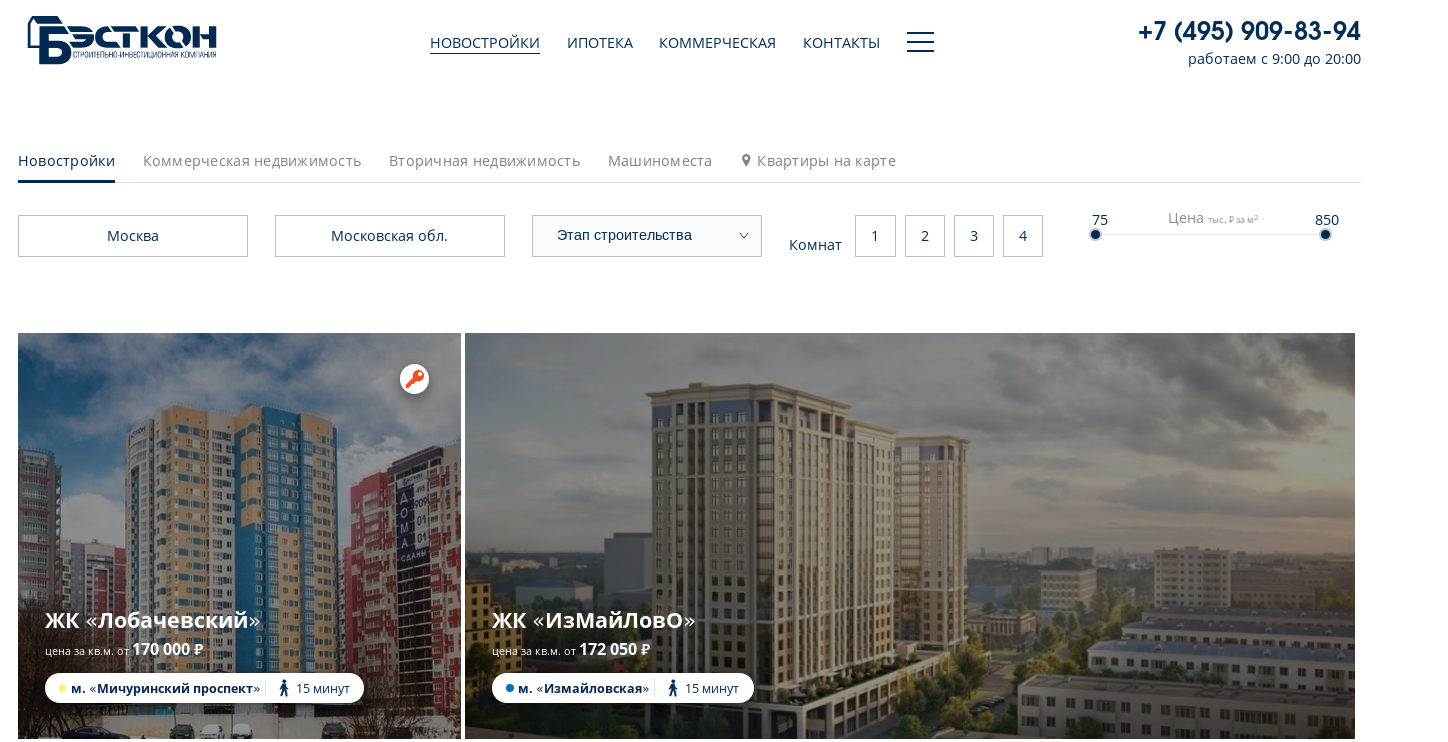 БЭСТКОН
СТРОИТЕЛЬНО-ИНВЕСТИЦИОННАЯ КОМПАНИЯ
НОВОСТРОЙКИ ИПОТЕКА КОММЕРЧЕСКАЯ КОНТАКТЫ
+7 (495) 909-83-94
работаем с 9:00 до 20:00
Новостройки Коммерческая недвижимость Вторичная недвижимость Машиноместа Квартиры на карте
Москва Московская обл. Этап строительства Комнат 1 2 3 4
75 Цена тыс., ₽ за м² 850
ДОМА
СДАНЫ
ЖК «Лобачевский»
цена за кв.м. от 170 000 ₽
м. «Мичуринский проспект» 15 минут
ЖК «ИзМайЛовО»
цена за кв.м. от 172 050 ₽
м. «Измайловская» 15 минут